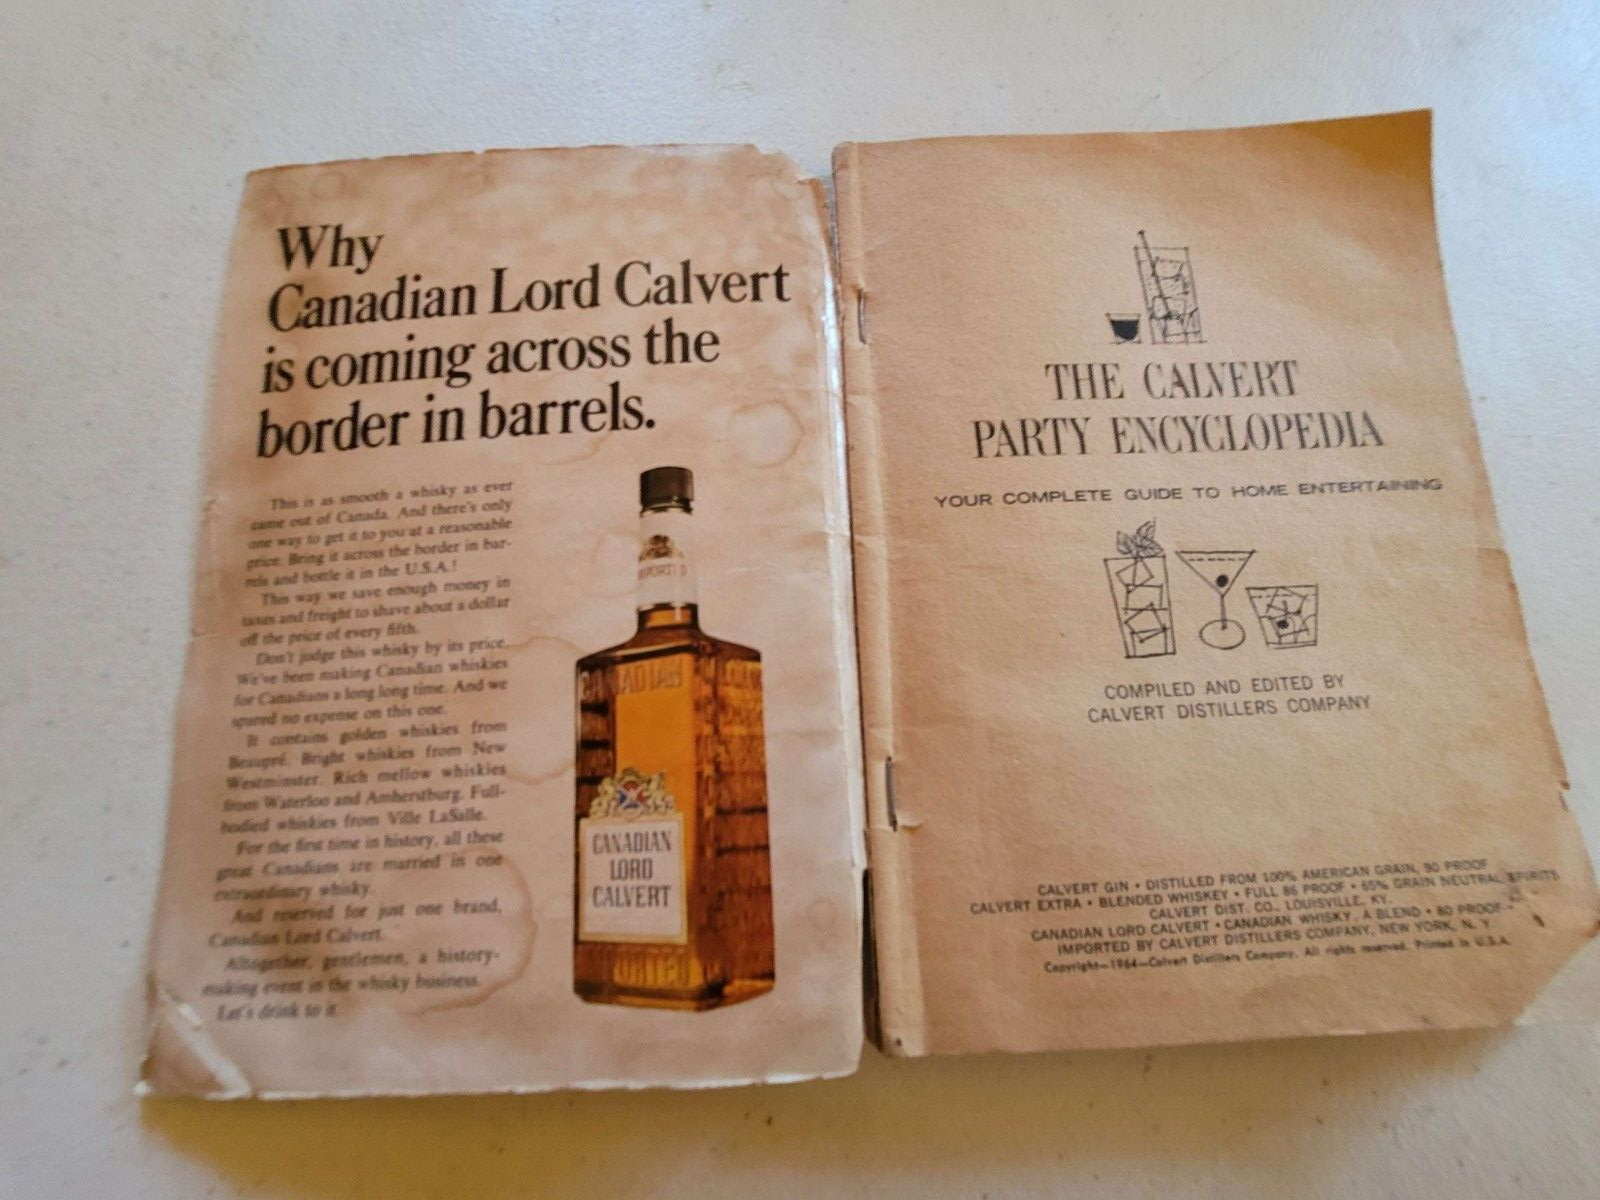 Why
Canadian Lord Calvert
is coming across the
border in barrels.
This is as smooth a whisky as ever
came out of Canada. And there's only
one way to get it to you at a reasonable
price. Bring it across the border in bar-
rels and bottle it in the U.S.A.!
This way we save enough money in
taxes and freight to shave about a dollar
off the price of every fifth.
Don't judge this whisky by its price.
We've been making Canadian whiskies
for Canadians a long long time. And we
spared no expense on this one.
It contains golden whiskies from
Beaupré. Bright whiskies from New
Westminster. Rich mellow whiskies
from Waterloo and Amherstburg. Full-
bodied whiskies from Ville LaSalle.
For the first time in history, all these
great Canadians are married in one
extraordinary whisky.
And reserved for just one brand,
Canadian Lord Calvert.
Altogether, gentlemen, a history-
making event in the whisky business.
Let's drink to it.
IMPORTED
CANADIAN
CANADIAN
LORD
CALVERT
IMPORTED
THE CALVERT
PARTY ENCYCLOPEDIA
YOUR COMPLETE GUIDE TO HOME ENTERTAINING
COMPILED AND EDITED BY
CALVERT DISTILLERS COMPANY
CALVERT GIN • DISTILLED FROM 100% AMERICAN GRAIN, 90 PROOF
CALVERT EXTRA • BLENDED WHISKEY • FULL 86 PROOF • 65% GRAIN NEUTRAL SPIRITS
CALVERT DIST. CO., LOUISVILLE, KY.
CANADIAN LORD CALVERT • CANADIAN WHISKY, A BLEND • 80 PROOF
IMPORTED BY CALVERT DISTILLERS COMPANY, NEW YORK, N. Y.
Copyright—1964—Calvert Distillers Company. All rights reserved. Printed in U.S.A.